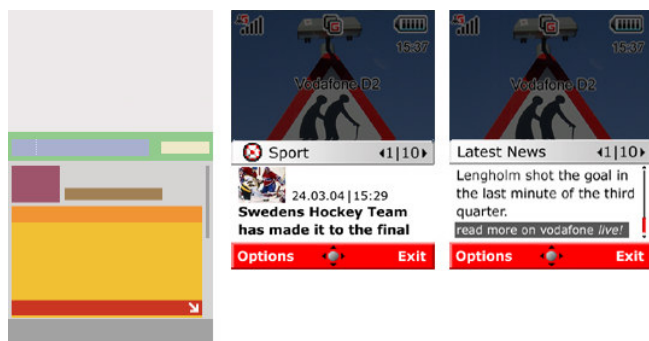 15:37
Vodafone D2
Sport
1|10
24.03.04|15:29
Swedens Hockey Team
has made it to the final
Options
Exit
15:37
Vodafone D2
Latest News
1|10
Lengholm shot the goal in
the last minute of the third
quarter.
read more on vodafone live!
Options
Exit